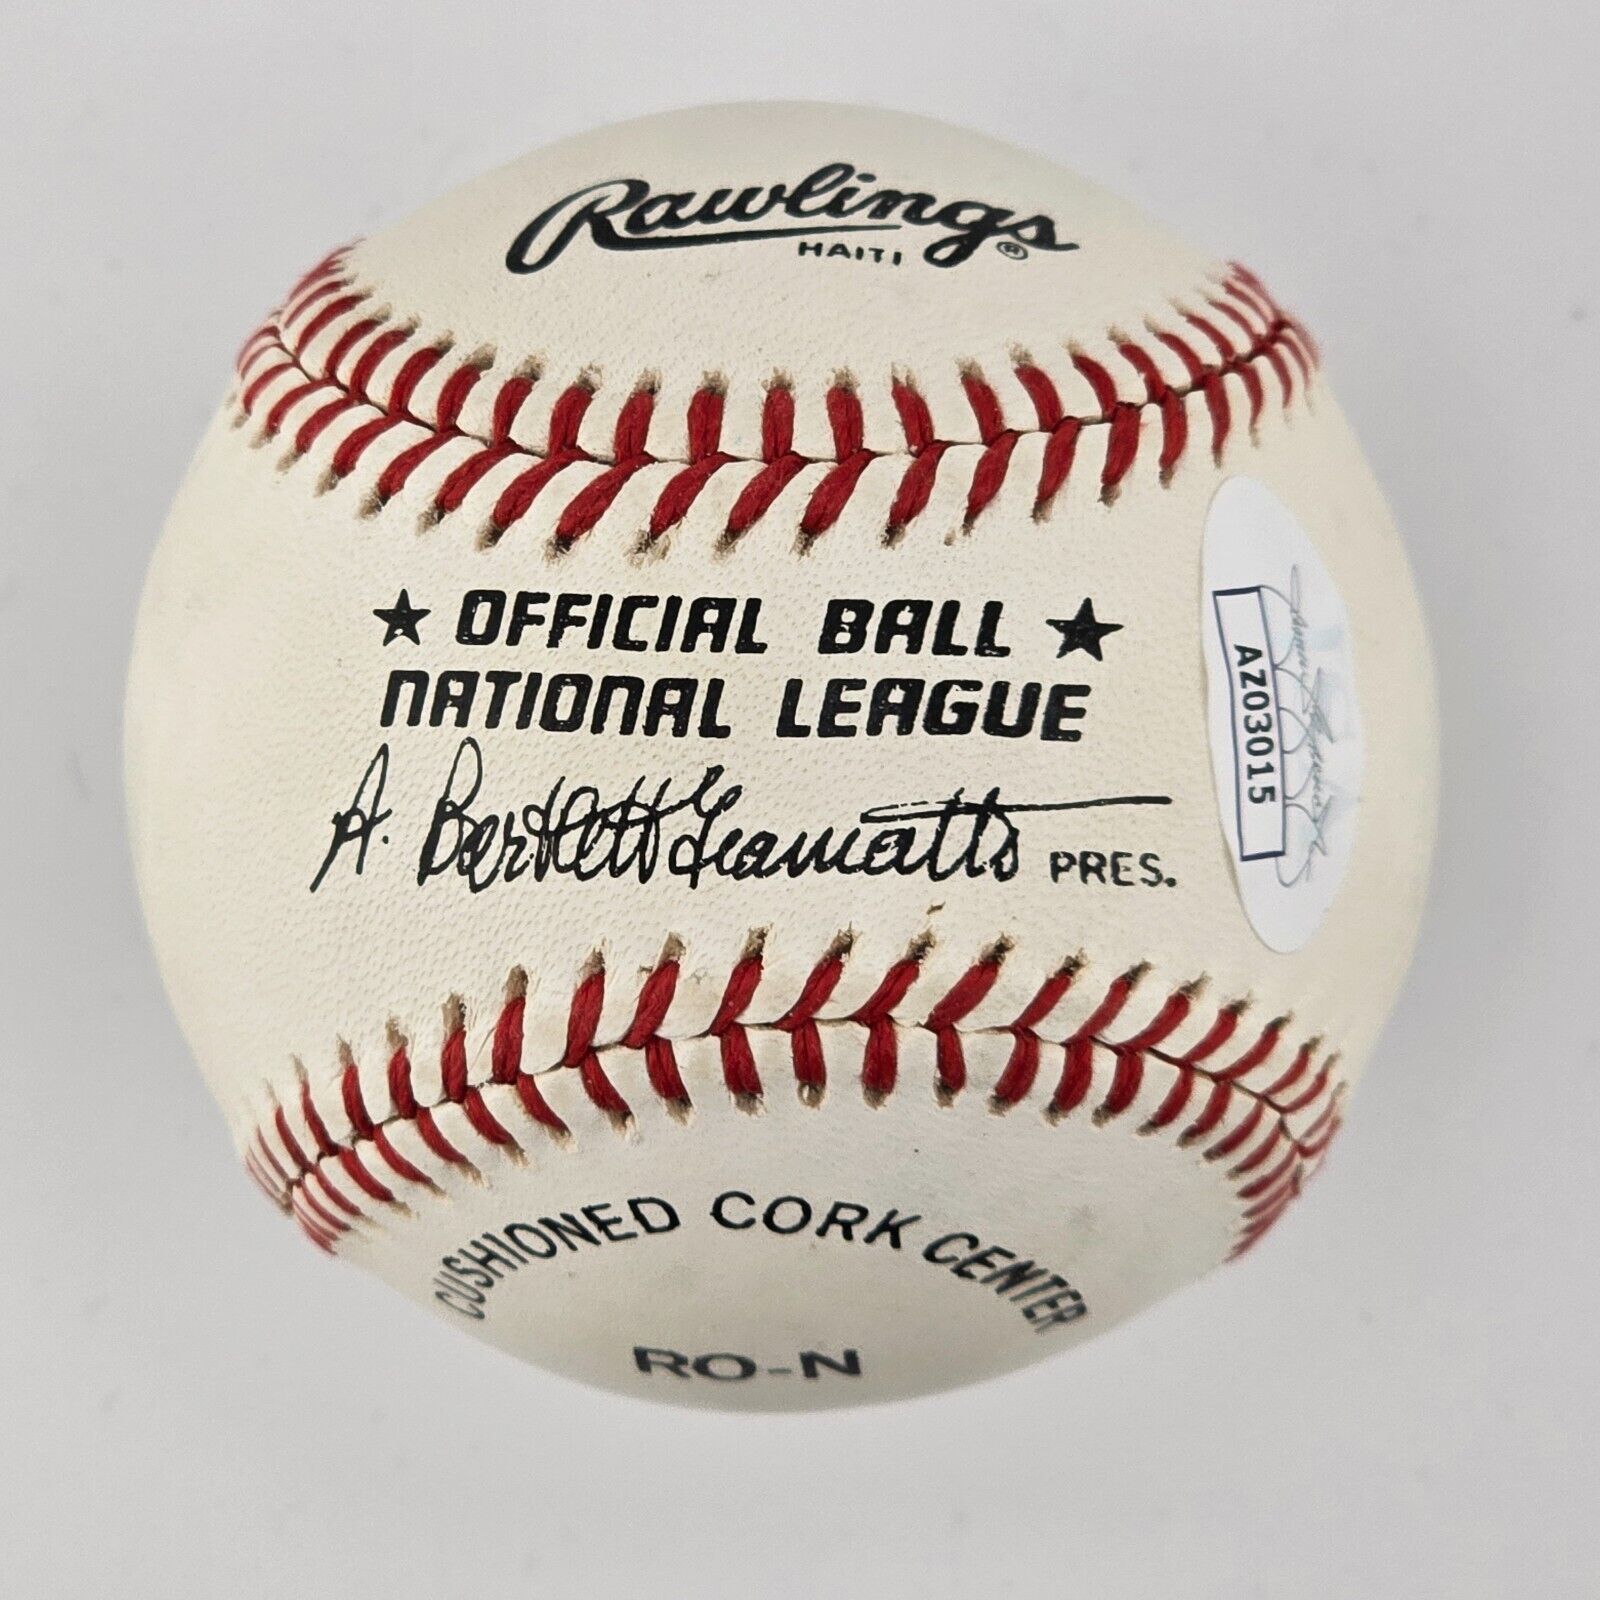 Rawlings ®
HAITI
★ OFFICIAL BALL ★
NATIONAL LEAGUE
A. Bartlett Giamatti PRES.
AZ03015
CUSHIONED CORK CENTER
RO-N